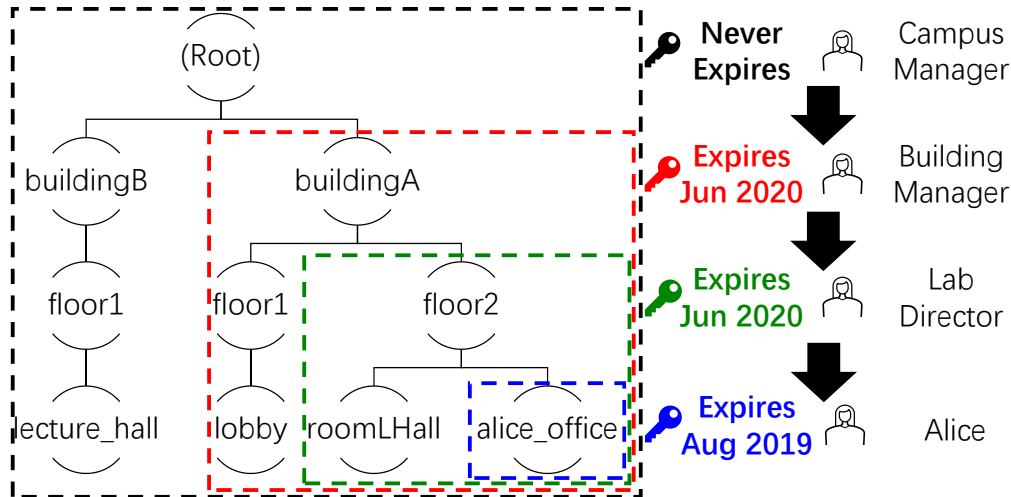 (Root)
buildingB
buildingA
floor1
floor1
floor2
lecture_hall
lobby
roomLHall
alice_office
Never
Expires
Campus
Manager
Expires
Jun 2020
Building
Manager
Expires
Jun 2020
Lab
Director
Expires
Aug 2019
Alice